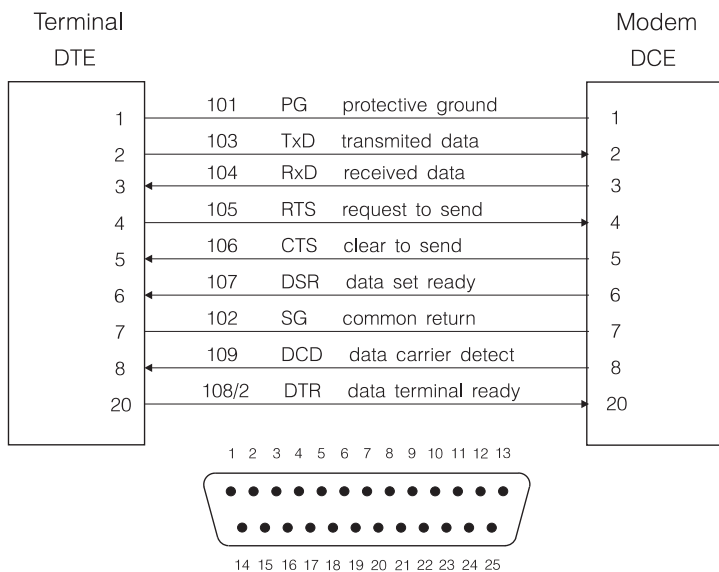 Terminal Modem
DTE DCE
1 101 PG protective ground 1
2 103 TxD transmited data 2
3 104 RxD received data 3
4 105 RTS request to send 4
5 106 CTS clear to send 5
6 107 DSR data set ready 6
7 102 SG common return 7
8 109 DCD data carrier detect 8
20 108/2 DTR data terminal ready 20
1 2 3 4 5 6 7 8 9 10 11 12 13
14 15 16 17 18 19 20 21 22 23 24 25